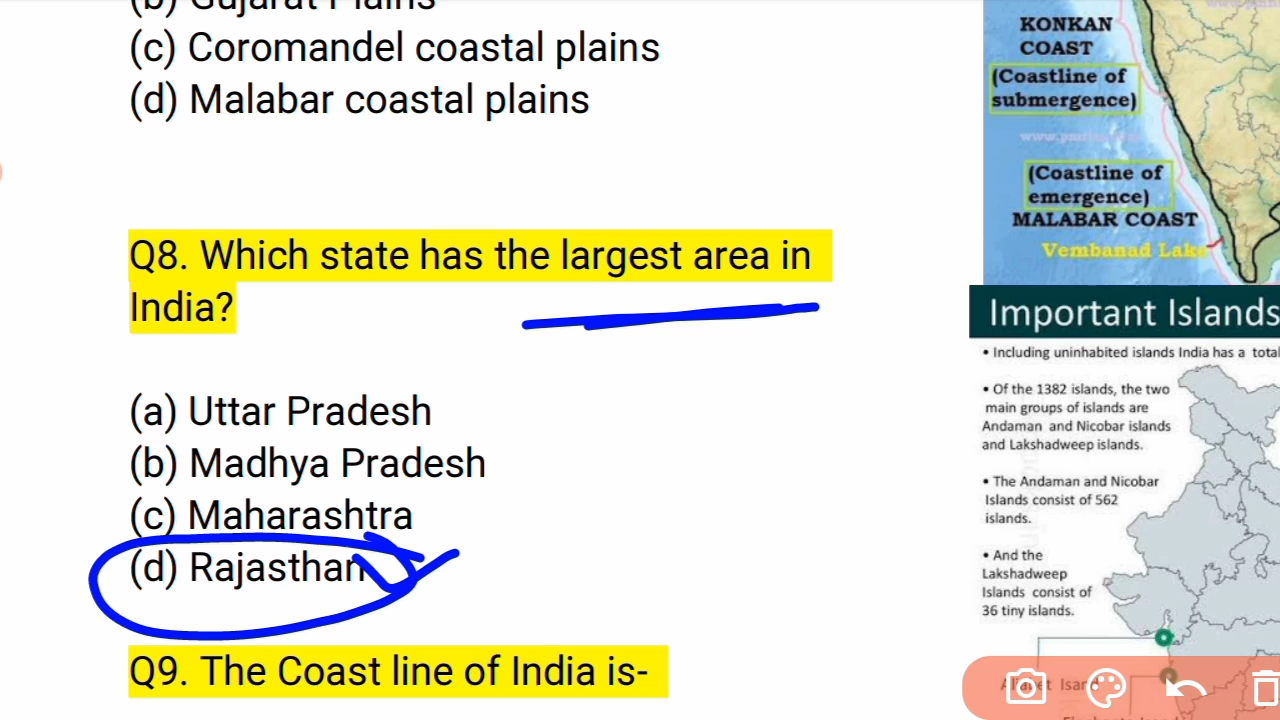 (b) Gujarat Plains
(c) Coromandel coastal plains
(d) Malabar coastal plains
Q8. Which state has the largest area in
India?
(a) Uttar Pradesh
(b) Madhya Pradesh
(c) Maharashtra
(d) Rajasthan
Q9. The Coast line of India is-
KONKAN
COAST
(Coastline of
submergence)
(Coastline of
emergence)
MALABAR COAST
Vembanad Lake
Important Islands
• Including uninhabited islands India has a total
• Of the 1382 islands, the two
main groups of islands are
Andaman and Nicobar islands
and Lakshadweep islands.
• The Andaman and Nicobar
Islands consist of 562
islands.
• And the
Lakshadweep
Islands consist of
36 tiny islands.